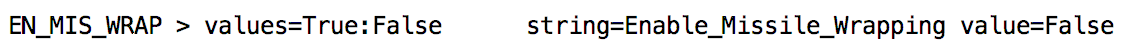 EN_MIS_WRAP > values=True:False string=Enable_Missile_Wrapping value=False